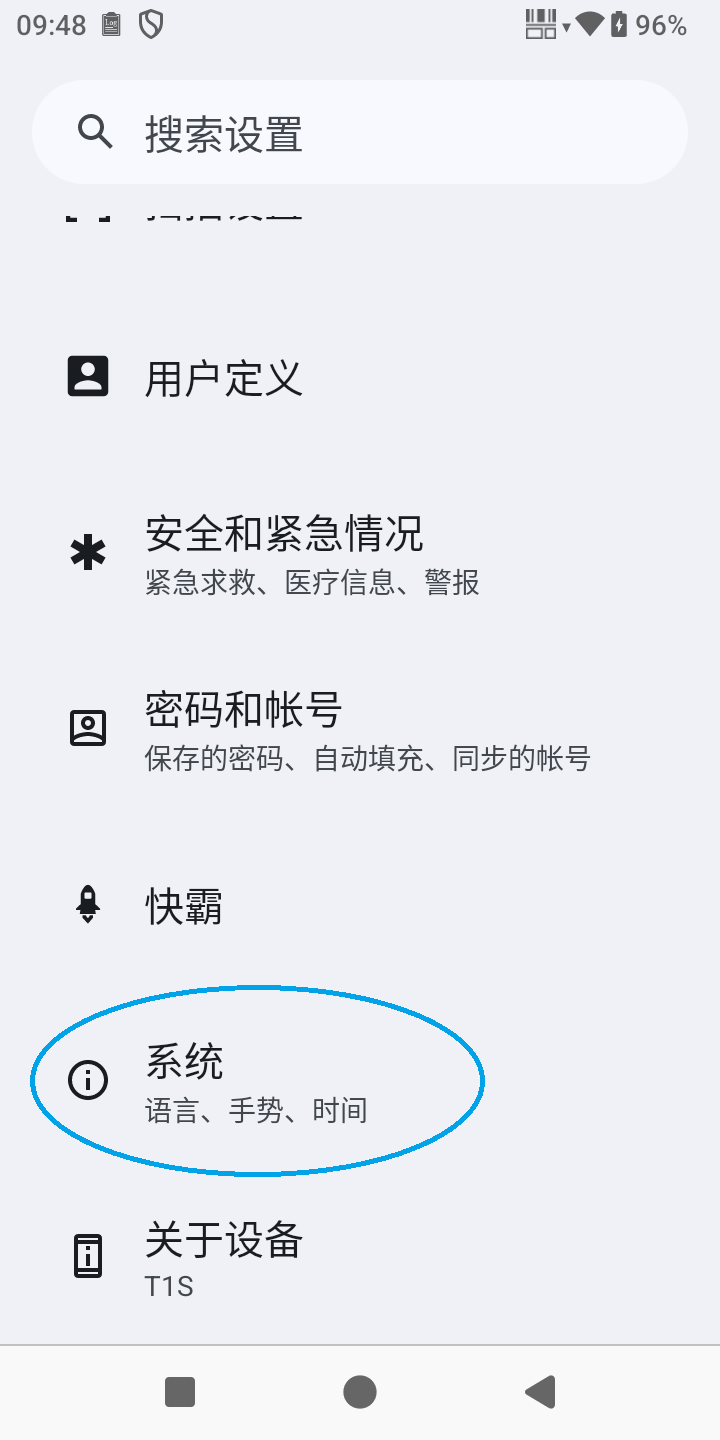 09:48
96%
搜索设置
用户定义
安全和紧急情况
紧急求救、医疗信息、警报
密码和帐号
保存的密码、自动填充、同步的帐号
快霸
系统
语言、手势、时间
关于设备
T1S